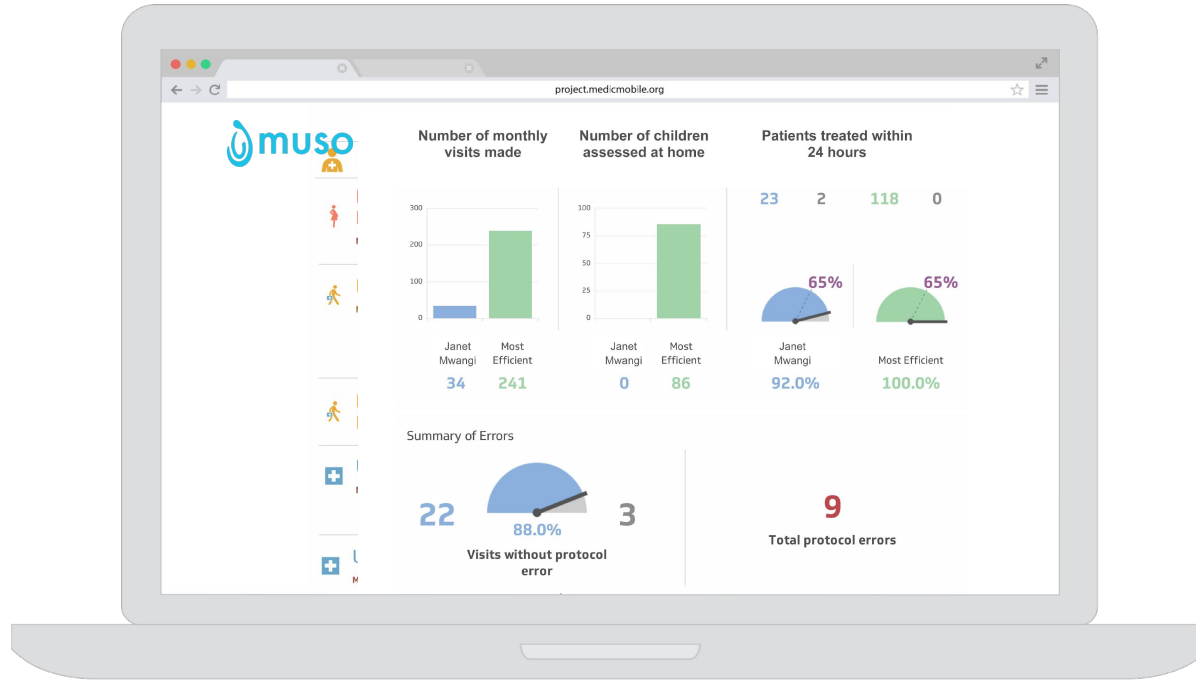 project.medicmobile.org
muso
Number of monthly
visits made
Number of children
assessed at home
Patients treated within
24 hours
300
200
100
0
100
75
50
25
0
23 2 118 0
65%
65%
Janet
Mwangi
Most
Efficient
34 241
Janet
Mwangi
Most
Efficient
0 86
Janet
Mwangi
Most Efficient
92.0% 100.0%
Summary of Errors
22
88.0%
3
Visits without protocol
error
9
Total protocol errors